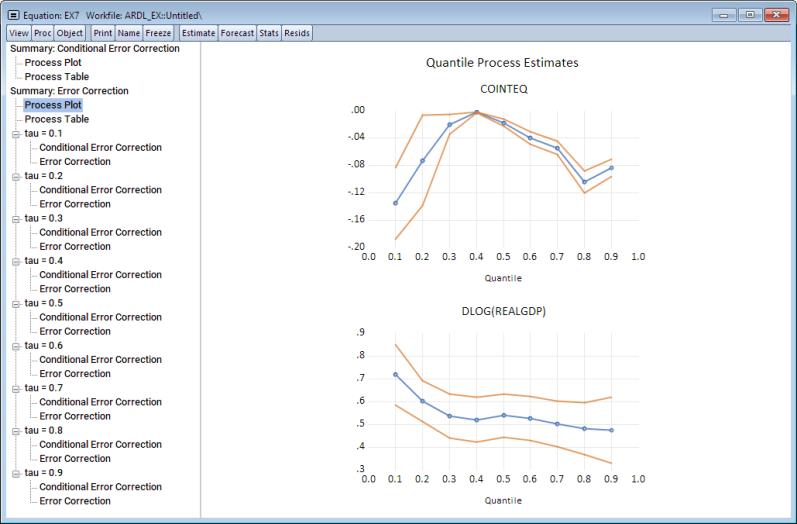 Equation: EX7 Workfile: ARDL_EX::Untitled\
View Proc Object Print Name Freeze Estimate Forecast Stats Resids
Summary: Conditional Error Correction
Process Plot
Process Table
Summary: Error Correction
Process Plot
Process Table
tau = 0.1
Conditional Error Correction
Error Correction
tau = 0.2
Conditional Error Correction
Error Correction
tau = 0.3
Conditional Error Correction
Error Correction
tau = 0.4
Conditional Error Correction
Error Correction
tau = 0.5
Conditional Error Correction
Error Correction
tau = 0.6
Conditional Error Correction
Error Correction
tau = 0.7
Conditional Error Correction
Error Correction
tau = 0.8
Conditional Error Correction
Error Correction
tau = 0.9
Conditional Error Correction
Error Correction
Quantile Process Estimates
COINTEQ
.00
-.04
-.08
-.12
-.16
-.20
0.0 0.1 0.2 0.3 0.4 0.5 0.6 0.7 0.8 0.9 1.0
Quantile
DLOG(REALGDP)
.9
.8
.7
.6
.5
.4
.3
0.0 0.1 0.2 0.3 0.4 0.5 0.6 0.7 0.8 0.9 1.0
Quantile